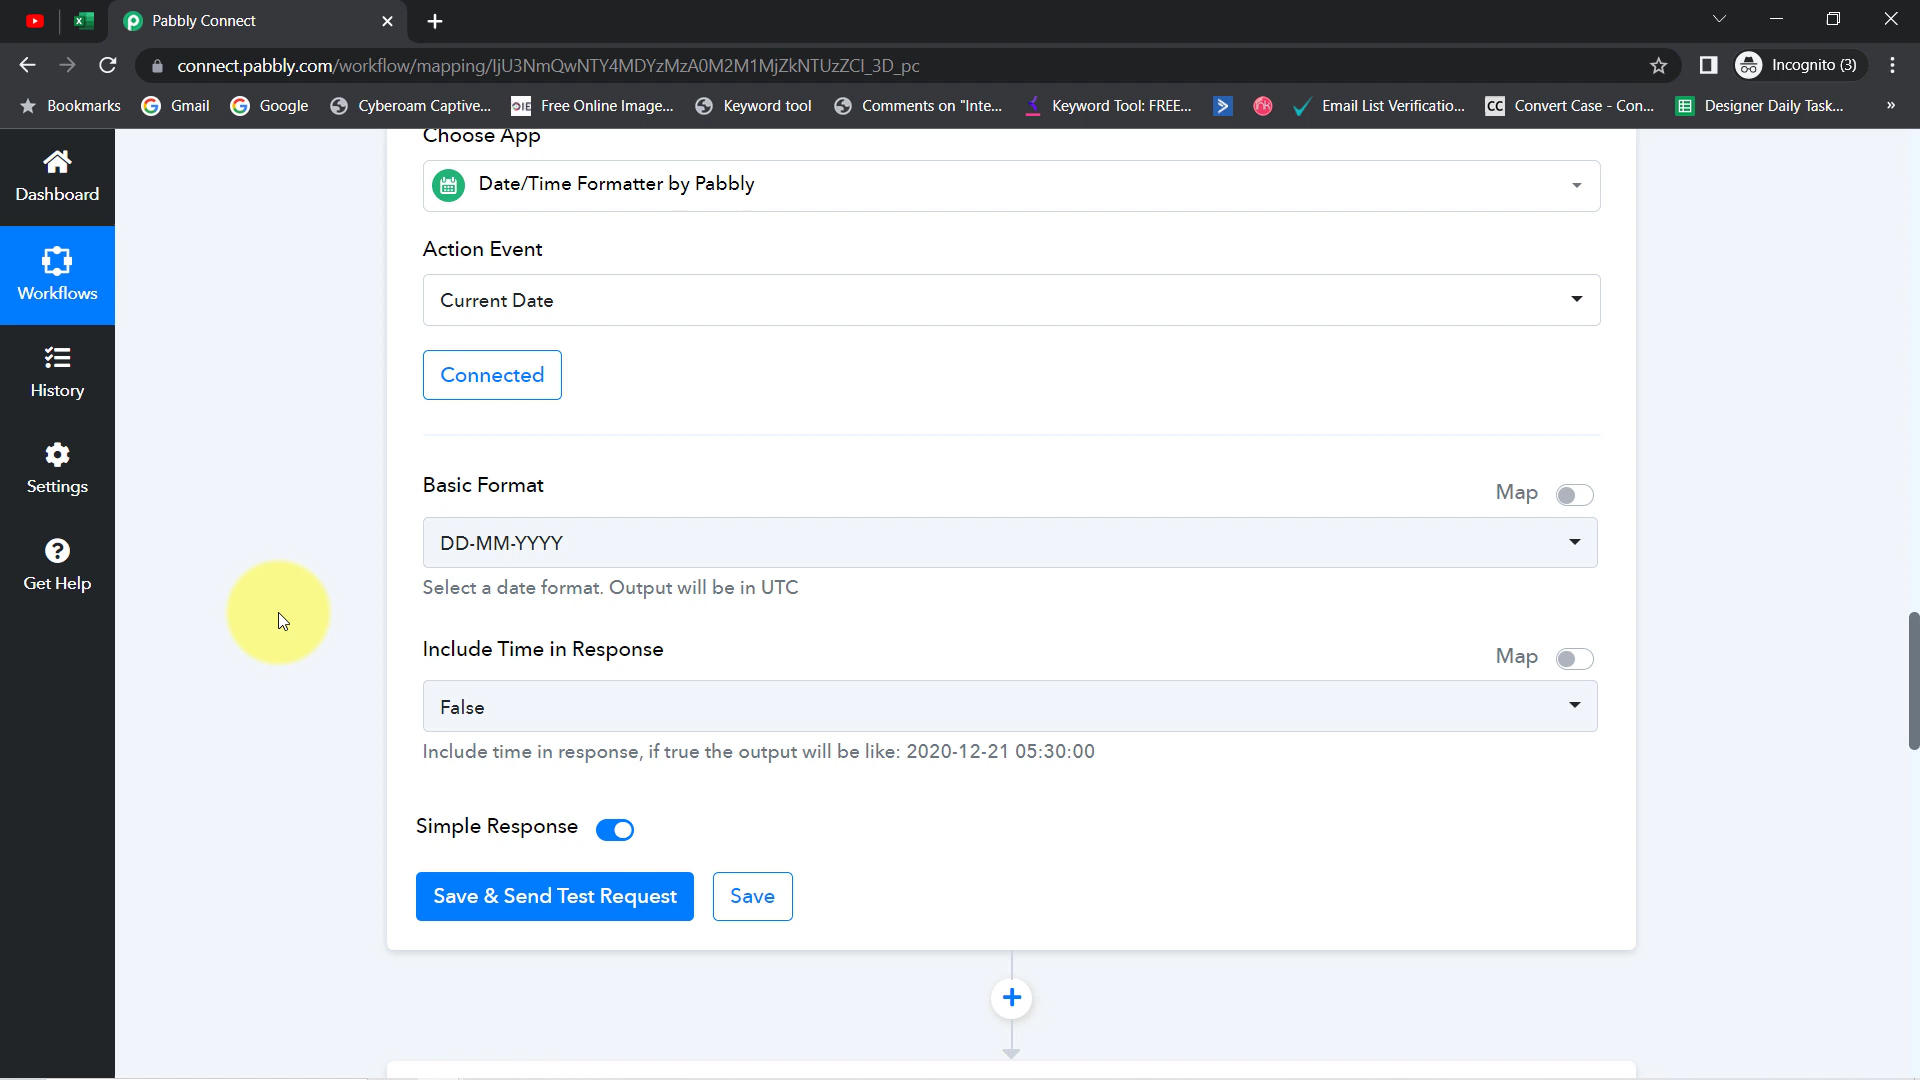 Pabbly Connect
connect.pabbly.com/workflow/mapping/IjU3NmQwNTY4MDYzMzA0M2M1MjZkNTUzZCI_3D_pc
Incognito (3)
Bookmarks Gmail Google Cyberoam Captive... Free Online Image... Keyword tool Comments on "Inte... Keyword Tool: FREE... Email List Verificatio... CC Convert Case - Con... Designer Daily Task... »
Choose App
Dashboard
Date/Time Formatter by Pabbly
Action Event
Workflows
Current Date
History
Connected
Settings
Basic Format
Map
DD-MM-YYYY
Get Help
Select a date format. Output will be in UTC
Include Time in Response
Map
False
Include time in response, if true the output will be like: 2020-12-21 05:30:00
Simple Response
Save & Send Test Request
Save